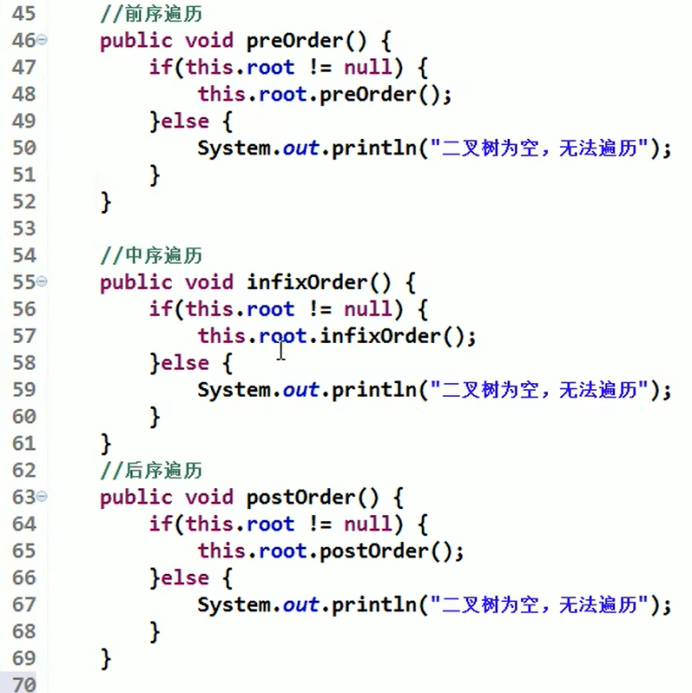 45 //前序遍历
46 public void preOrder() {
47 if(this.root != null) {
48 this.root.preOrder();
49 }else {
50 System.out.println("二叉树为空，无法遍历");
51 }
52 }
53
54 //中序遍历
55 public void infixOrder() {
56 if(this.root != null) {
57 this.root.infixOrder();
58 }else {
59 System.out.println("二叉树为空，无法遍历");
60 }
61 }
62 //后序遍历
63 public void postOrder() {
64 if(this.root != null) {
65 this.root.postOrder();
66 }else {
67 System.out.println("二叉树为空，无法遍历");
68 }
69 }
70